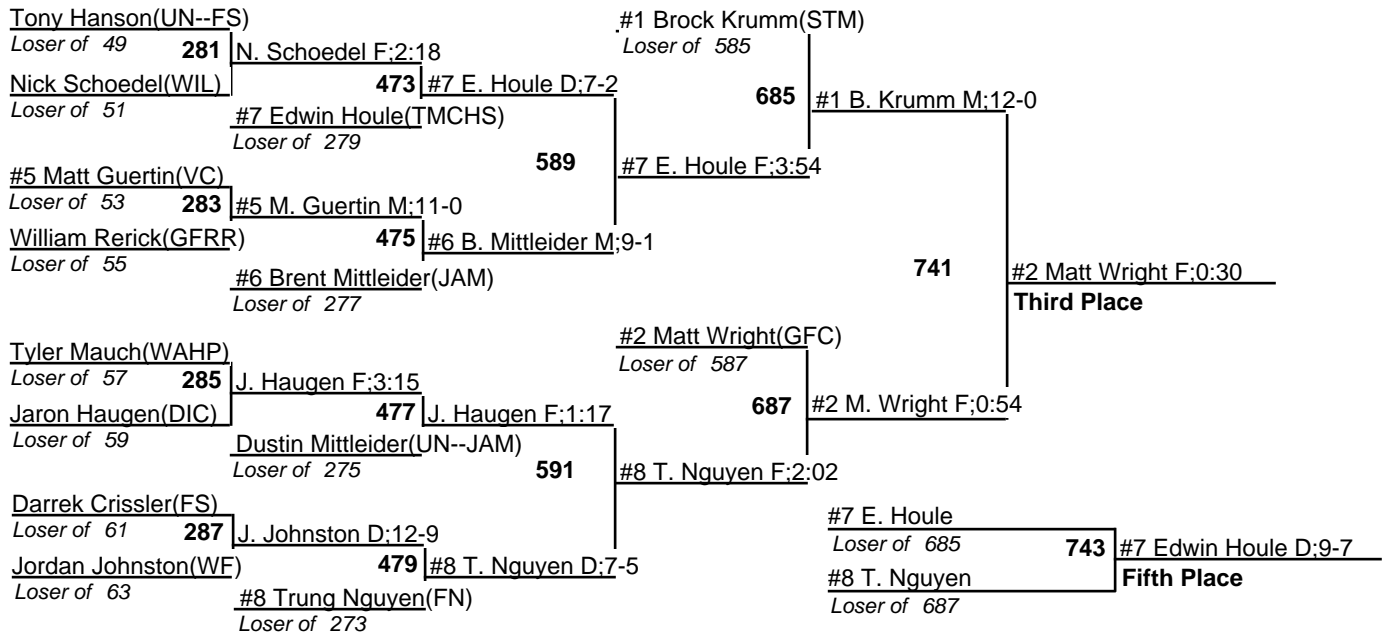 Tony Hanson(UN--FS)
Loser of 49
281
N. Schoedel F;2:18
Nick Schoedel(WIL)
Loser of 51
473
#7 E. Houle D;7-2
#7 Edwin Houle(TMCHS)
Loser of 279
589
#7 E. Houle F;3:54
#5 Matt Guertin(VC)
Loser of 53
283
#5 M. Guertin M;11-0
William Rerick(GFRR)
Loser of 55
475
#6 B. Mittleider M;9-1
#6 Brent Mittleider(JAM)
Loser of 277
#1 Brock Krumm(STM)
Loser of 585
685
#1 B. Krumm M;12-0
741
#2 Matt Wright F;0:30
Third Place
Tyler Mauch(WAHP)
Loser of 57
285
J. Haugen F;3:15
Jaron Haugen(DIC)
Loser of 59
477
J. Haugen F;1:17
Dustin Mittleider(UN--JAM)
Loser of 275
591
#8 T. Nguyen F;2:02
Darrek Crissler(FS)
Loser of 61
287
J. Johnston D;12-9
Jordan Johnston(WF)
Loser of 63
479
#8 T. Nguyen D;7-5
#8 Trung Nguyen(FN)
Loser of 273
#2 Matt Wright(GFC)
Loser of 587
687
#2 M. Wright F;0:54
#7 E. Houle
Loser of 685
743
#7 Edwin Houle D;9-7
Fifth Place
#8 T. Nguyen
Loser of 687